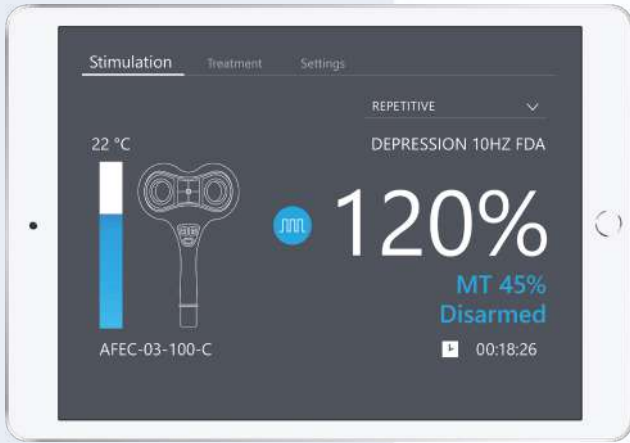 Stimulation Treatment Settings
REPETITIVE
22 °C
DEPRESSION 10HZ FDA
120%
MT 45%
Disarmed
AFEC-03-100-C
00:18:26